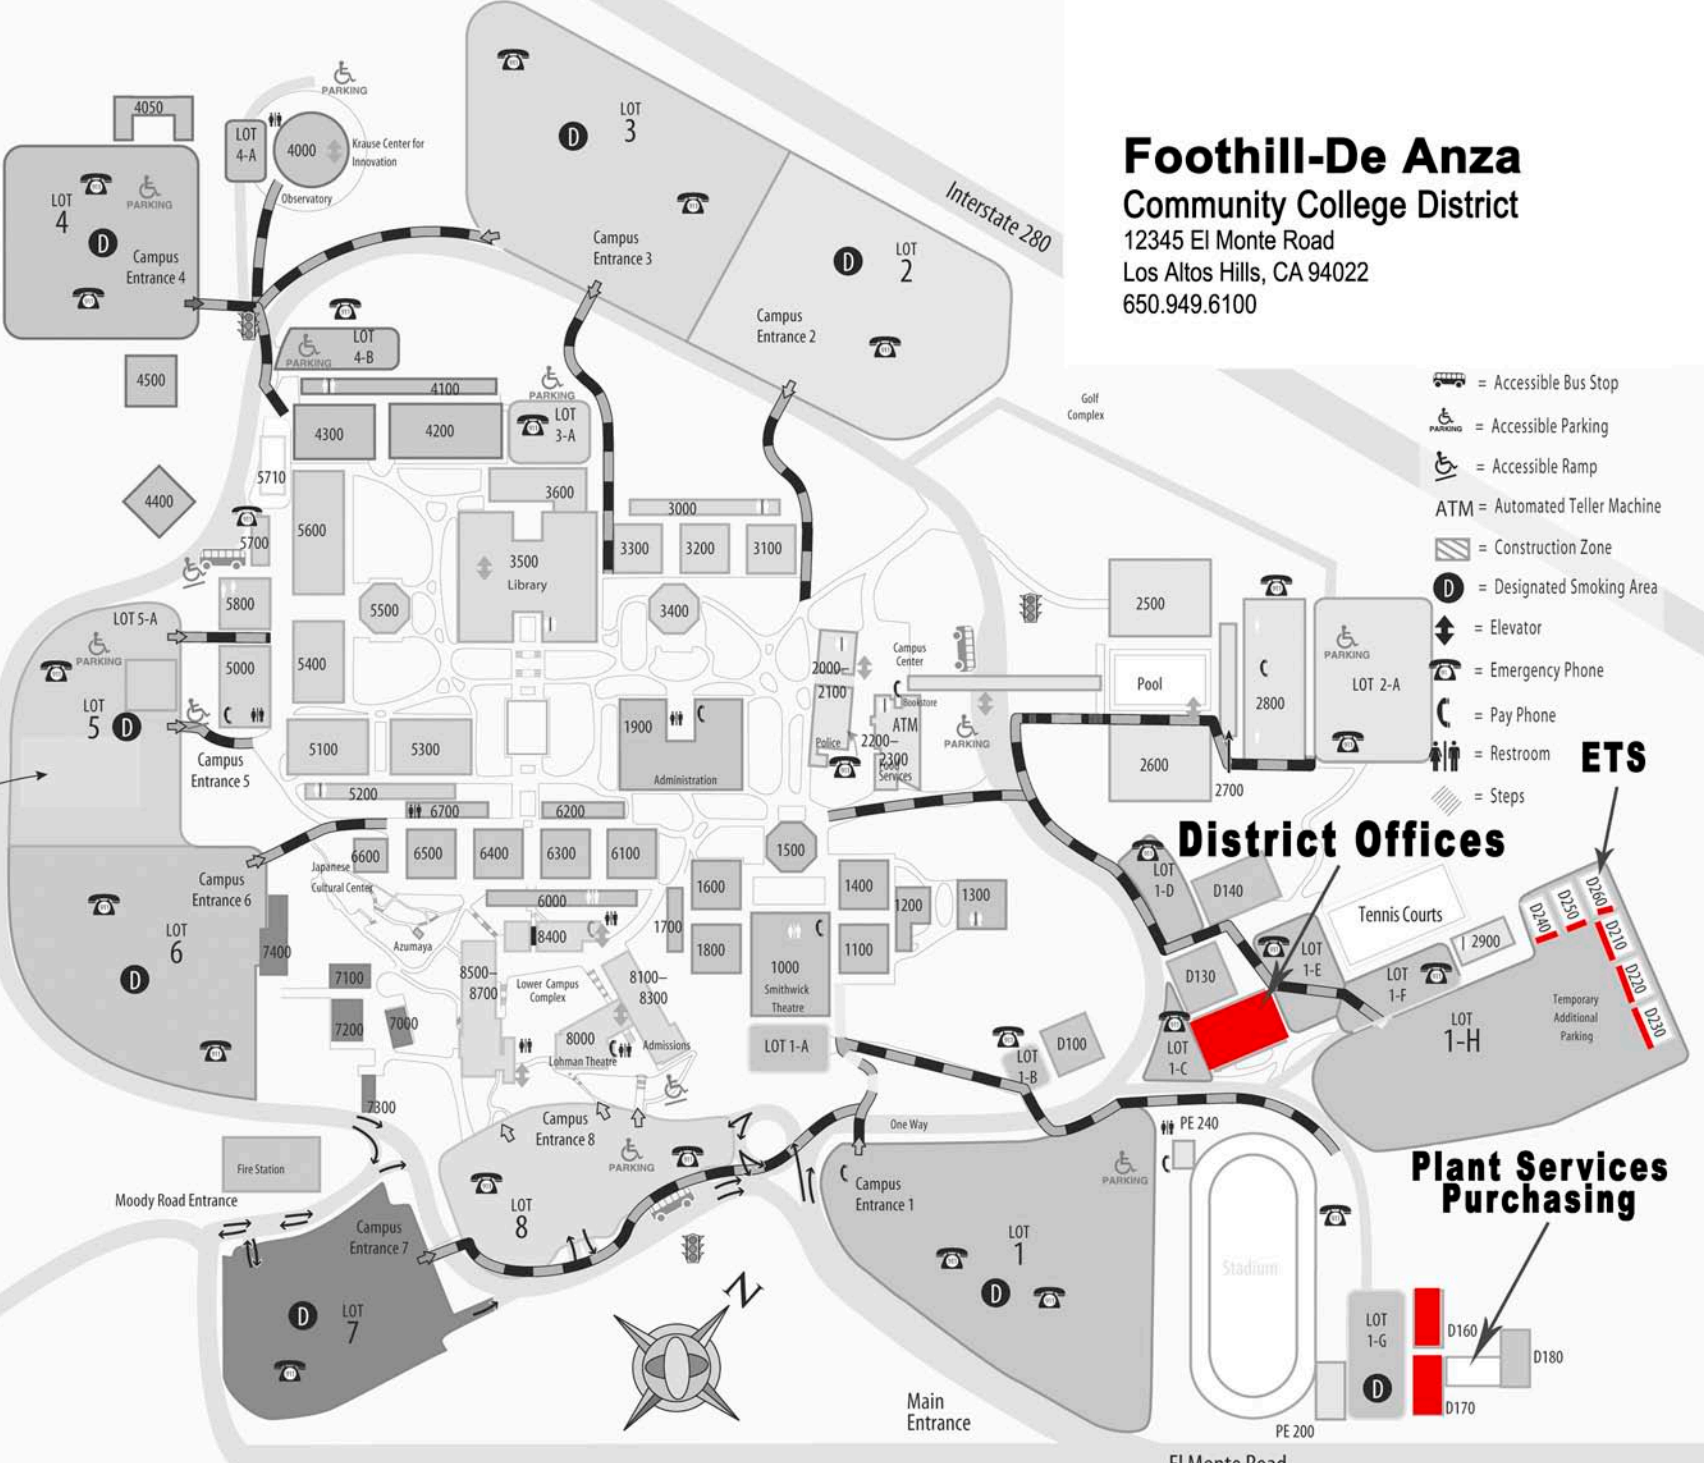 Foothill-De Anza
Community College District
12345 El Monte Road
Los Altos Hills, CA 94022
650.949.6100
Interstate 280
= Accessible Bus Stop
PARKING = Accessible Parking
= Accessible Ramp
ATM = Automated Teller Machine
= Construction Zone
D = Designated Smoking Area
= Elevator
= Emergency Phone
= Pay Phone
= Restroom
= Steps
ETS
District Offices
Plant Services
Purchasing
4050
LOT
4-A
4000
Krause Center for
Innovation
Observatory
PARKING
LOT
4
PARKING
D
Campus
Entrance 4
LOT
3
D
Campus
Entrance 3
LOT
2
D
Campus
Entrance 2
Golf
Complex
LOT
4-B
PARKING
4500
4100
PARKING
LOT
3-A
4300
4200
4400
5710
5700
5600
3600
3500
Library
3000
3300
3200
3100
5500
3400
5800
LOT 5-A
PARKING
5000
5400
LOT
5
D
Campus
Entrance 5
5100
5300
5200
1900
Administration
2000–
2100
Police
Campus
Center
Bookstore
ATM
2200–
2300
Food
Services
PARKING
2500
Pool
2600
2700
2800
PARKING
LOT 2-A
6700
6200
6600
6500
6400
6300
6100
1500
Japanese
Cultural Center
Campus
Entrance 6
LOT
6
D
7400
6000
8400
Azumaya
1700
1600
1800
1400
1100
1200
1300
1000
Smithwick
Theatre
8500–
8700
Lower Campus
Complex
8100–
8300
8000
Lohman Theatre
Admissions
7100
7200
7000
7300
LOT 1-A
LOT
1-B
D100
LOT
1-C
LOT
1-D
D140
D130
LOT
1-E
Tennis Courts
2900
LOT
1-F
LOT
1-H
Temporary
Additional
Parking
D240
D250
D260
D210
D220
D230
Fire Station
Moody Road Entrance
Campus
Entrance 7
LOT
7
D
Campus
Entrance 8
PARKING
LOT
8
One Way
Campus
Entrance 1
LOT
1
D
PARKING
PE 240
Stadium
PE 200
LOT
1-G
D
D160
D170
D180
N
Main
Entrance
El Monte Road